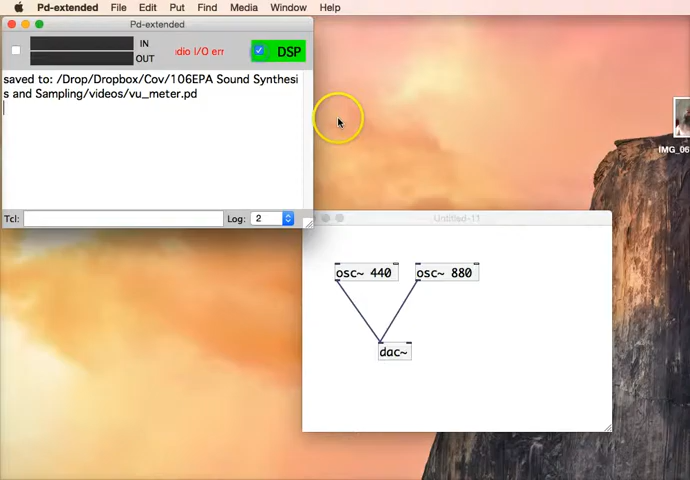 Pd-extended File Edit Put Find Media Window Help
Pd-extended
IN
OUT
udio I/O err
DSP
saved to: /Drop/Dropbox/Cov/106EPA Sound Synthesi
s and Sampling/videos/vu_meter.pd
Tcl:
Log: 2
IMG_06
Untitled-11
osc~ 440
osc~ 880
dac~